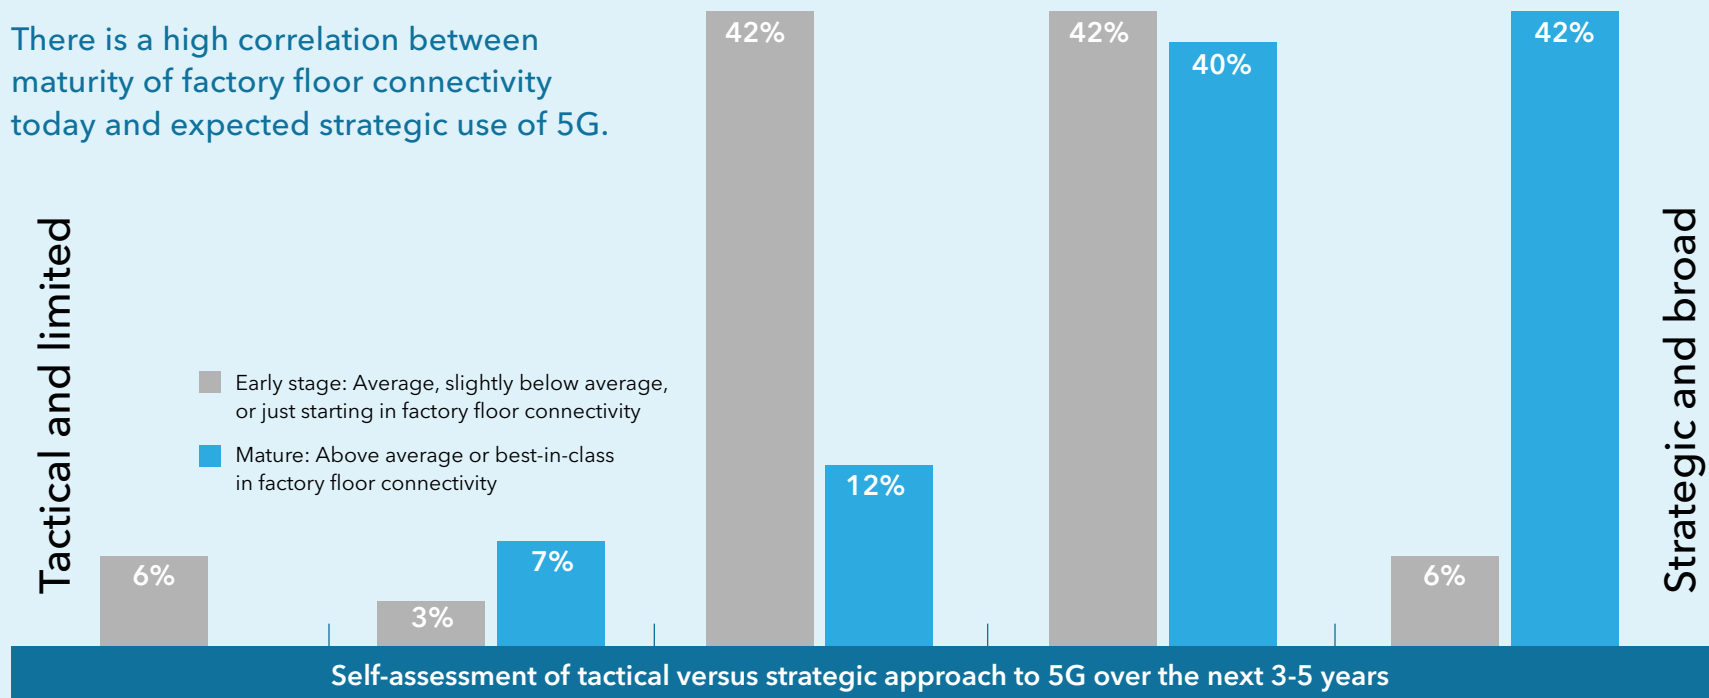 There is a high correlation between
maturity of factory floor connectivity
today and expected strategic use of 5G.
Tactical and limited
Early stage: Average, slightly below average,
or just starting in factory floor connectivity
Mature: Above average or best-in-class
in factory floor connectivity
6%
3%
7%
42%
12%
42%
40%
6%
42%
Strategic and broad
Self-assessment of tactical versus strategic approach to 5G over the next 3-5 years